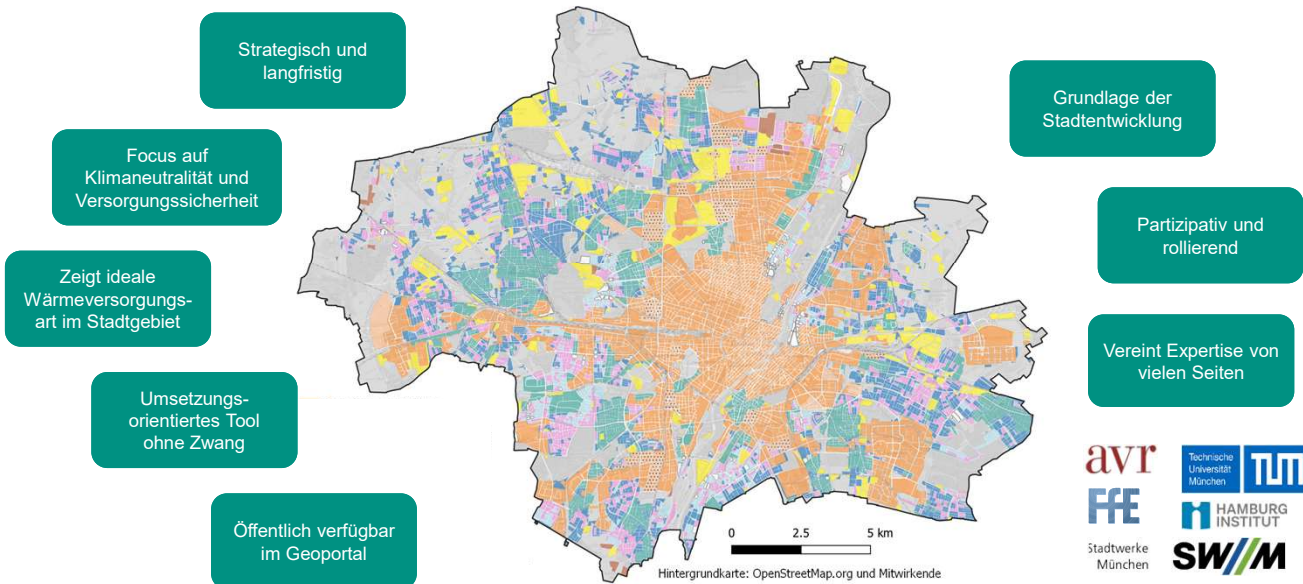 Strategisch und
langfristig
Focus auf
Klimaneutralität und
Versorgungssicherheit
Zeigt ideale
Wärmeversorgungs-
art im Stadtgebiet
Umsetzungs-
orientiertes Tool
ohne Zwang
Öffentlich verfügbar
im Geoportal
Grundlage der
Stadtentwicklung
Partizipativ und
rollierend
Vereint Expertise von
vielen Seiten
0 2.5 5 km
Hintergrundkarte: OpenStreetMap.org und Mitwirkende
avr
Technische
Universität
München
TUM
FfE
HAMBURG
INSTITUT
Stadtwerke
München
SWM